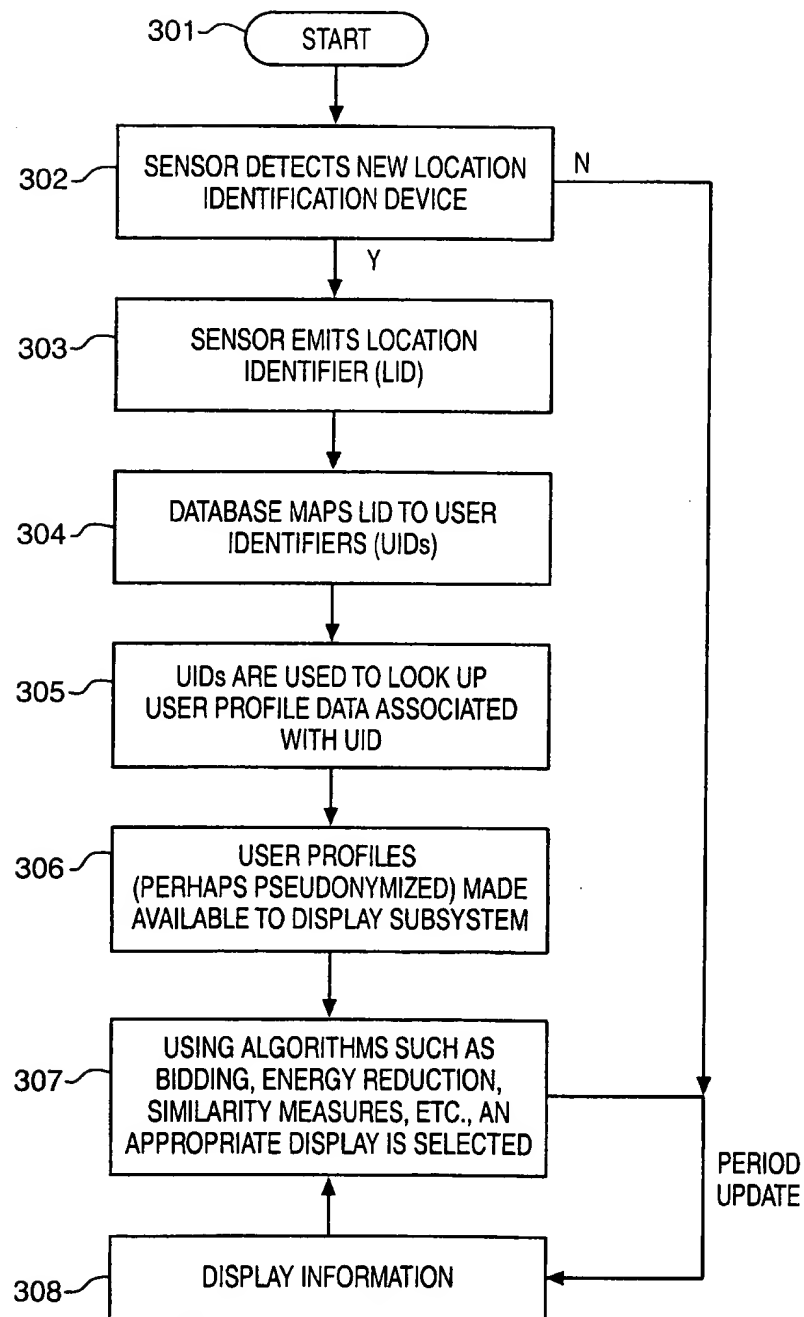 301
START
302
SENSOR DETECTS NEW LOCATION
IDENTIFICATION DEVICE
N
Y
303
SENSOR EMITS LOCATION
IDENTIFIER (LID)
304
DATABASE MAPS LID TO USER
IDENTIFIERS (UIDs)
305
UIDs ARE USED TO LOOK UP
USER PROFILE DATA ASSOCIATED
WITH UID
306
USER PROFILES
(PERHAPS PSEUDONYMIZED) MADE
AVAILABLE TO DISPLAY SUBSYSTEM
307
USING ALGORITHMS SUCH AS
BIDDING, ENERGY REDUCTION,
SIMILARITY MEASURES, ETC., AN
APPROPRIATE DISPLAY IS SELECTED
PERIOD
UPDATE
308
DISPLAY INFORMATION